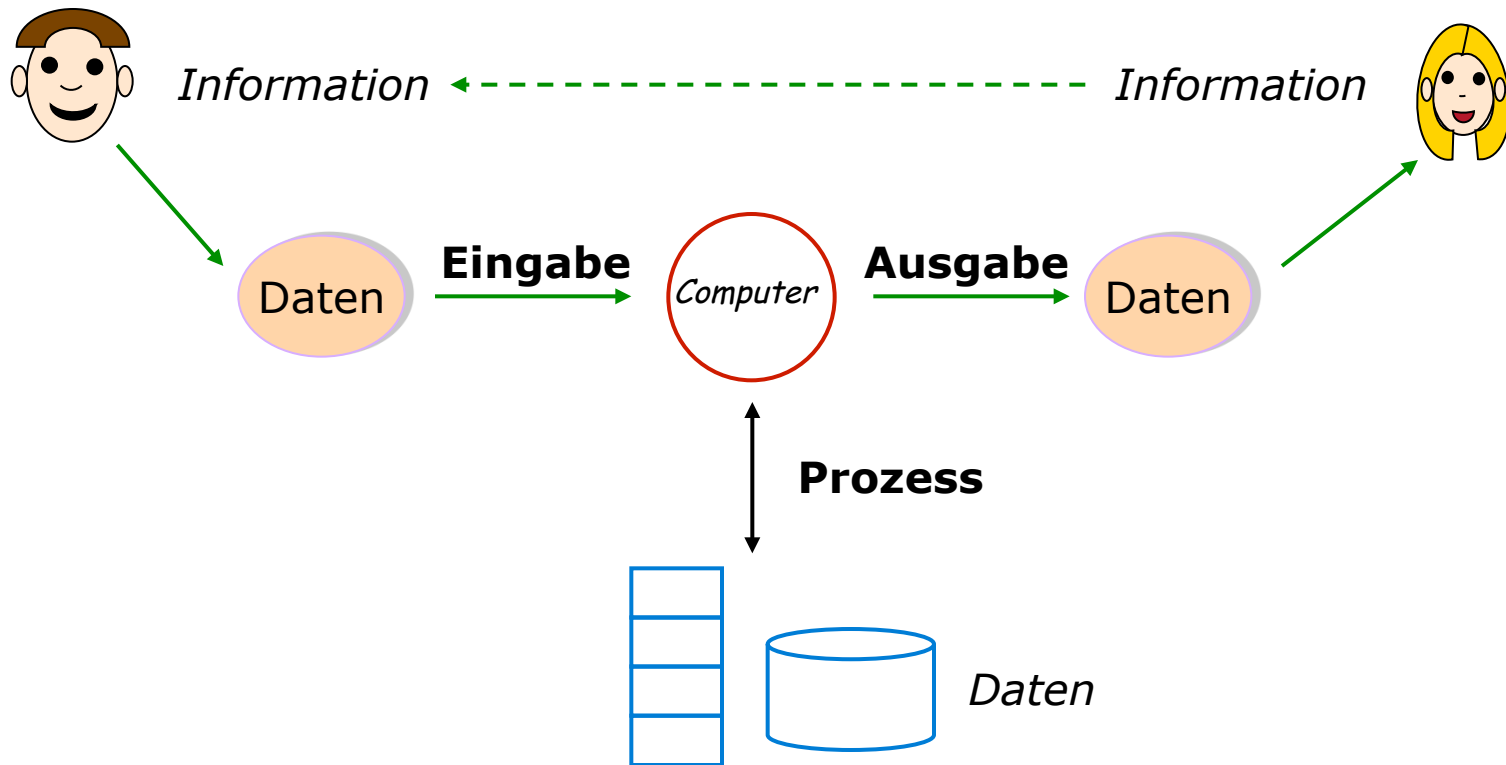 Information
Information
Daten
Eingabe
Computer
Ausgabe
Daten
Prozess
Daten